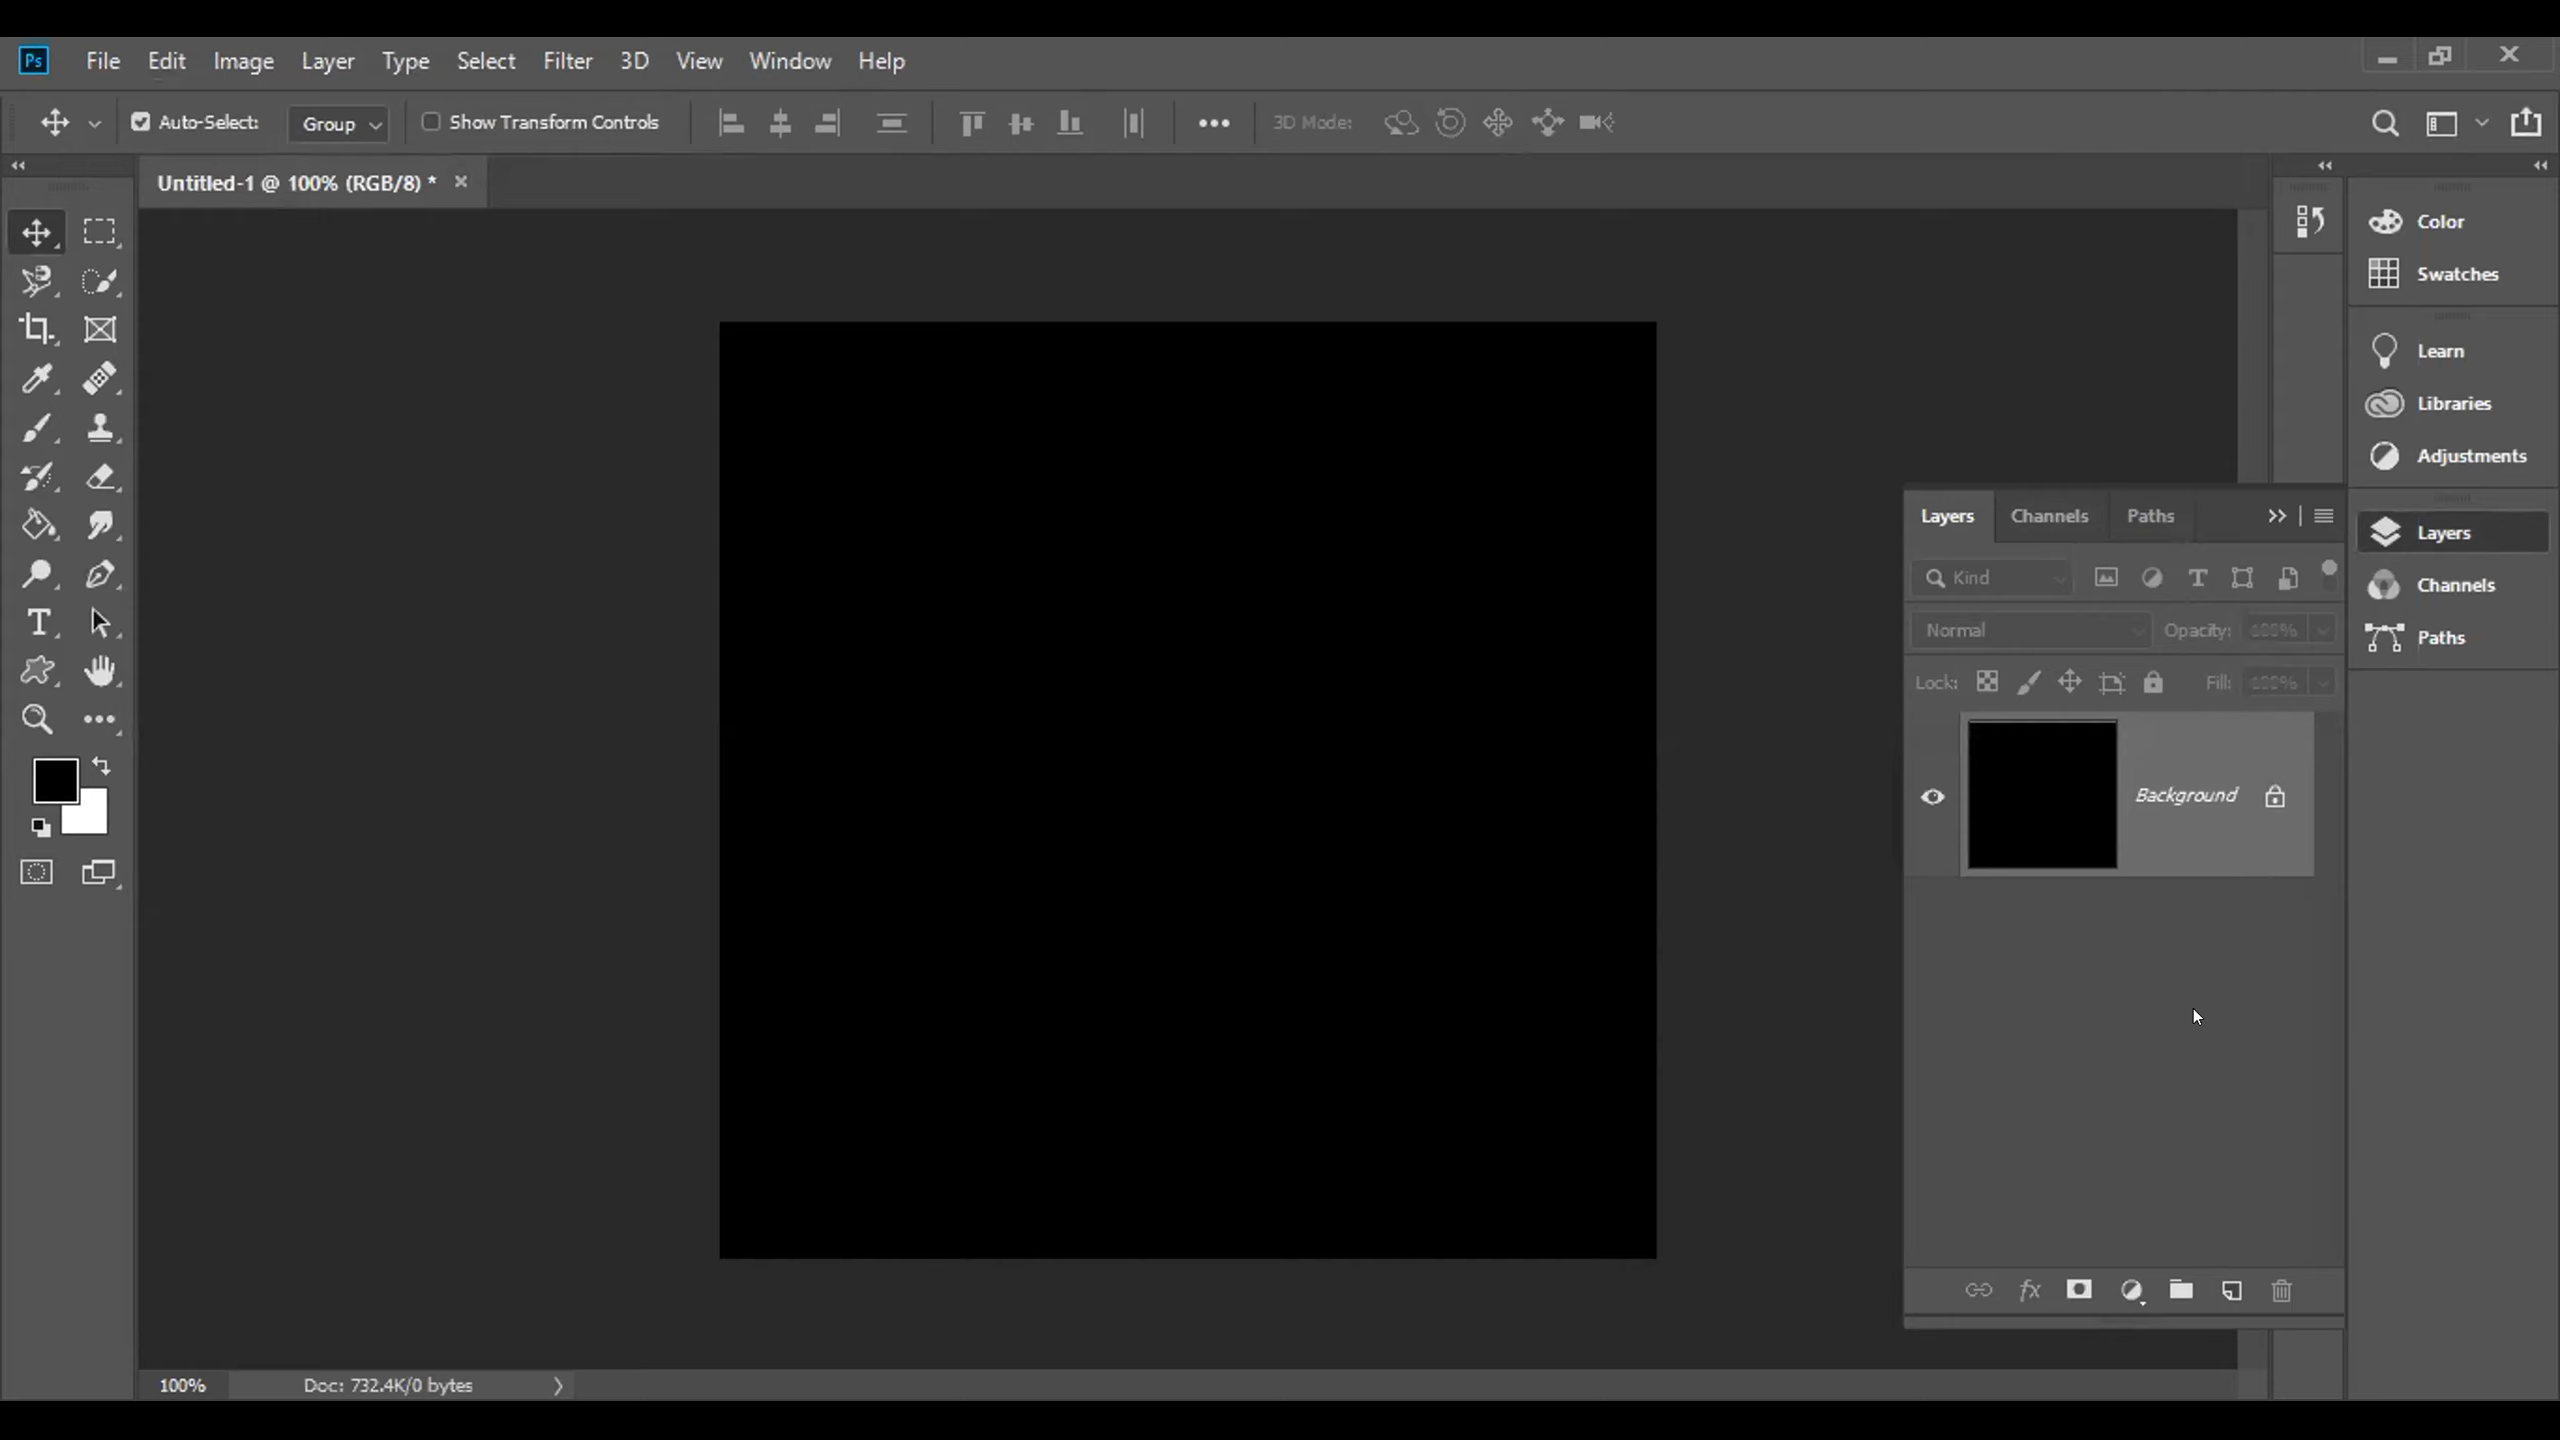 Ps File Edit Image Layer Type Select Filter 3D View Window Help
Auto-Select: Group Show Transform Controls 3D Mode:
Untitled-1 @ 100% (RGB/8) *
Color
Swatches
Learn
Libraries
Adjustments
Layers
Channels
Paths
Layers Channels Paths
Kind
Normal Opacity:
Lock: Fill:
Background
fx
100% Doc: 732.4K/0 bytes